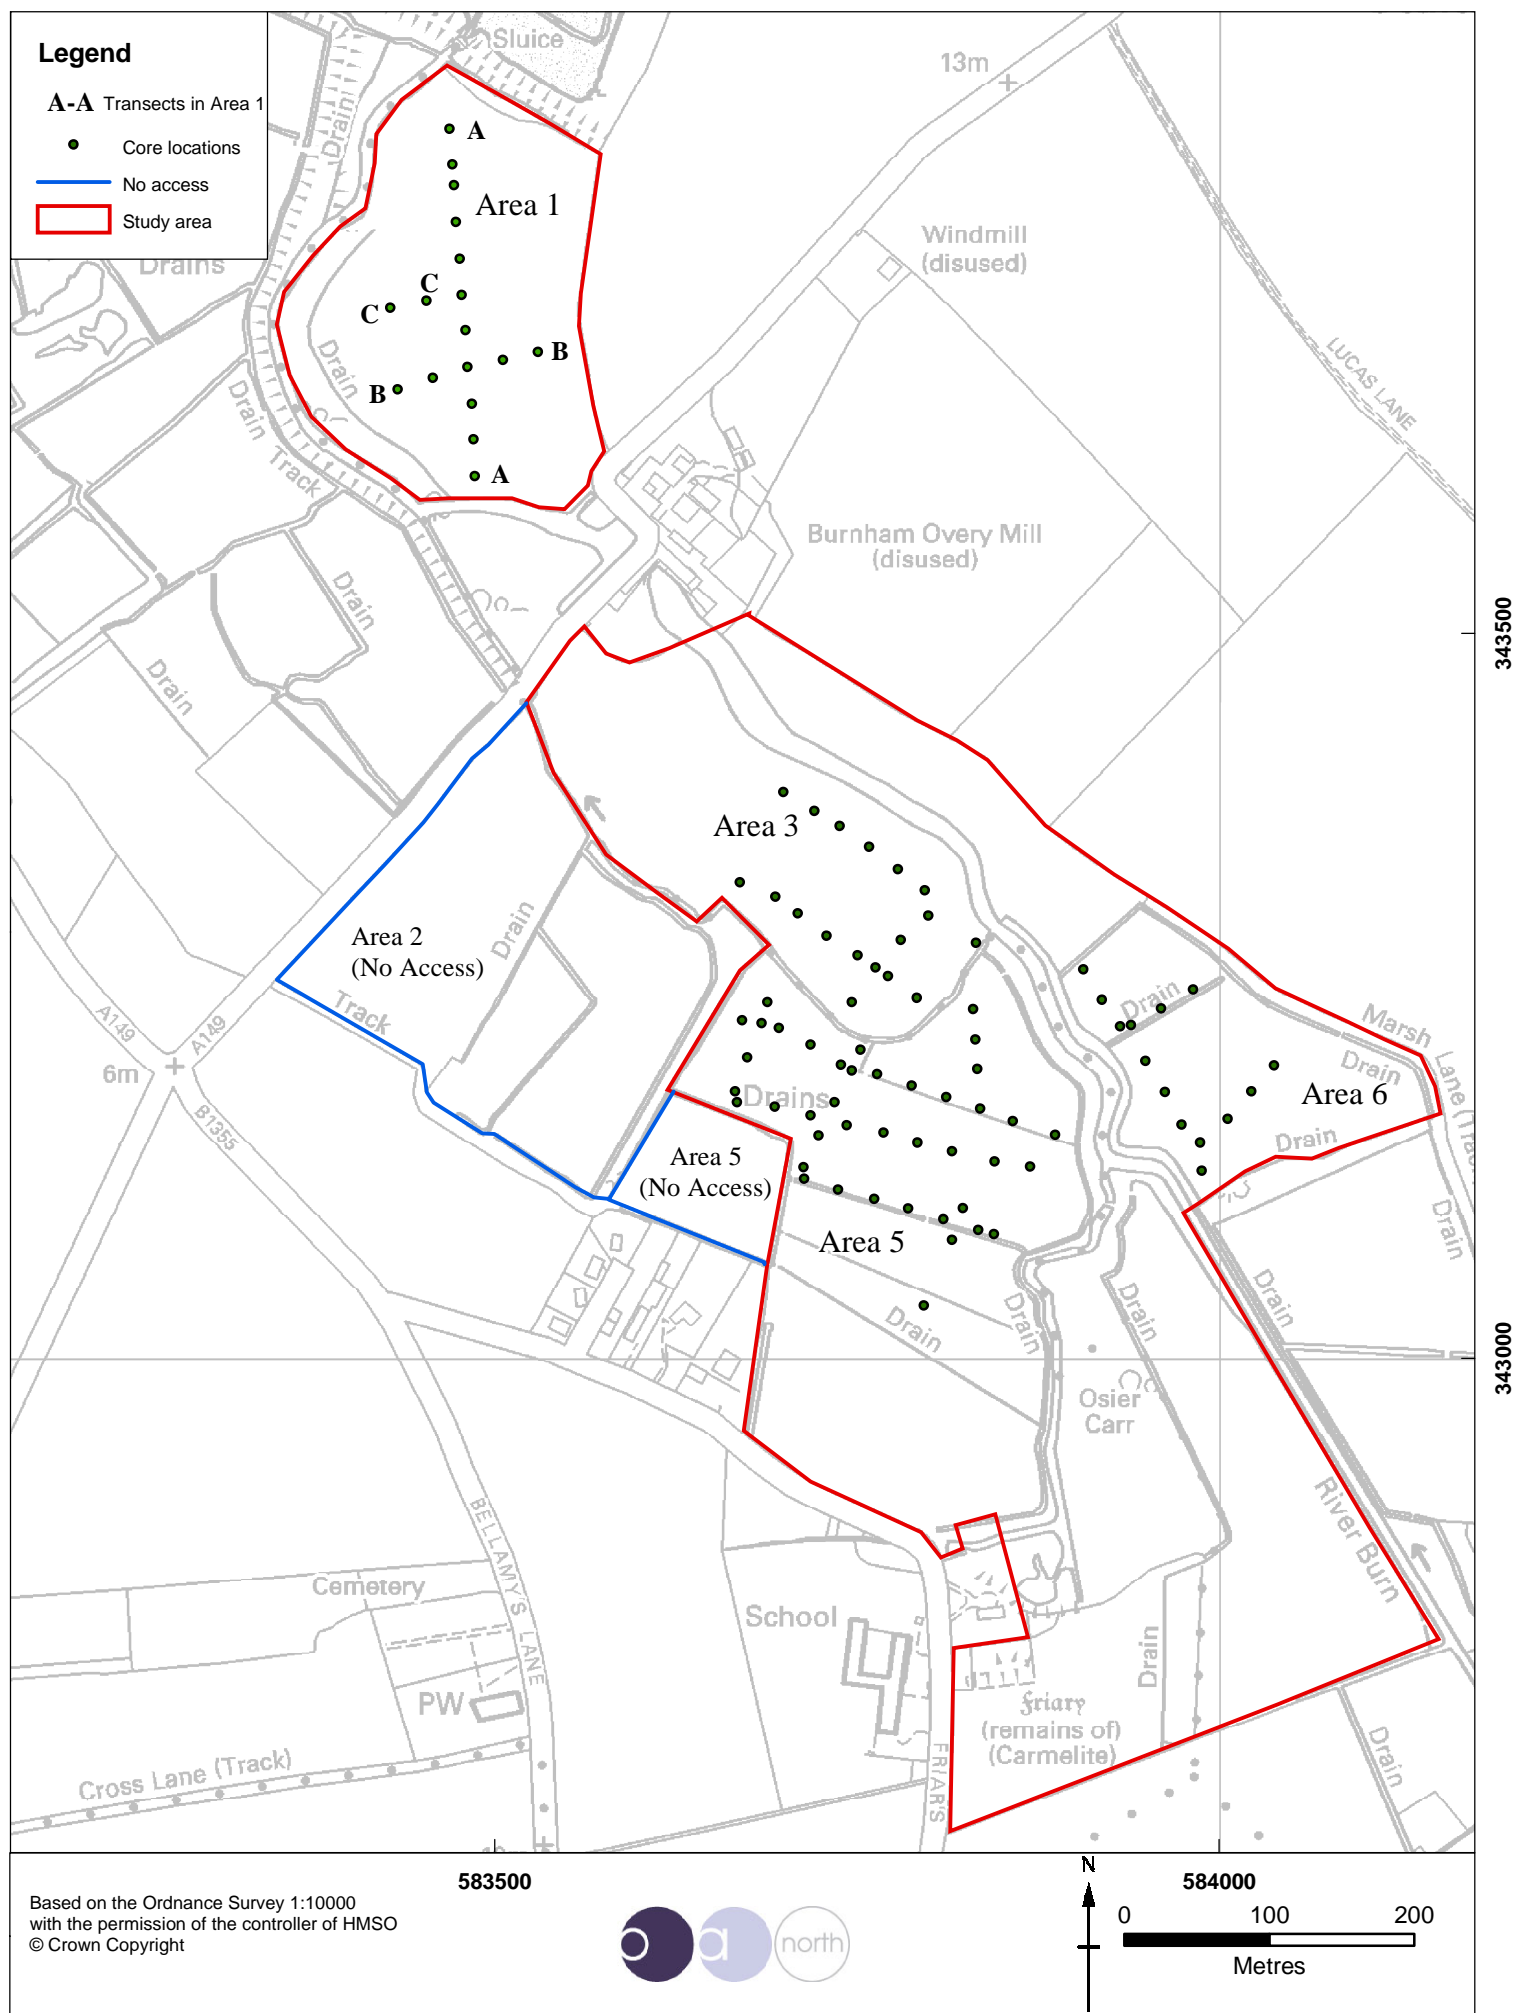 Legend
A-A Transects in Area 1
Core locations
No access
Study area
Sluice
13m
Drain
A
Area 1
Drains
Windmill
(disused)
C
C
LUCAS LANE
Drain
B
B
Drain
Track
A
Burnham Overy Mill
(disused)
Drain
343500
Drain
Area 3
Area 2
(No Access)
Drain
Track
A149
A149
6m
B1355
Drain
Marsh Lane (Trac
Drain
Area 6
Drains
Drain
Area 5
(No Access)
Area 5
Drain
Drain
Drain
Drain
Drain
343000
Osier
Carr
River Burn
BELLAMY'S LANE
Cemetery
School
Drain
PW
Friary
(remains of)
(Carmelite)
FRIAR'S
Drain
Cross Lane (Track)
583500
584000
Based on the Ordnance Survey 1:10000
with the permission of the controller of HMSO
© Crown Copyright
o a north
N
0 100 200
Metres